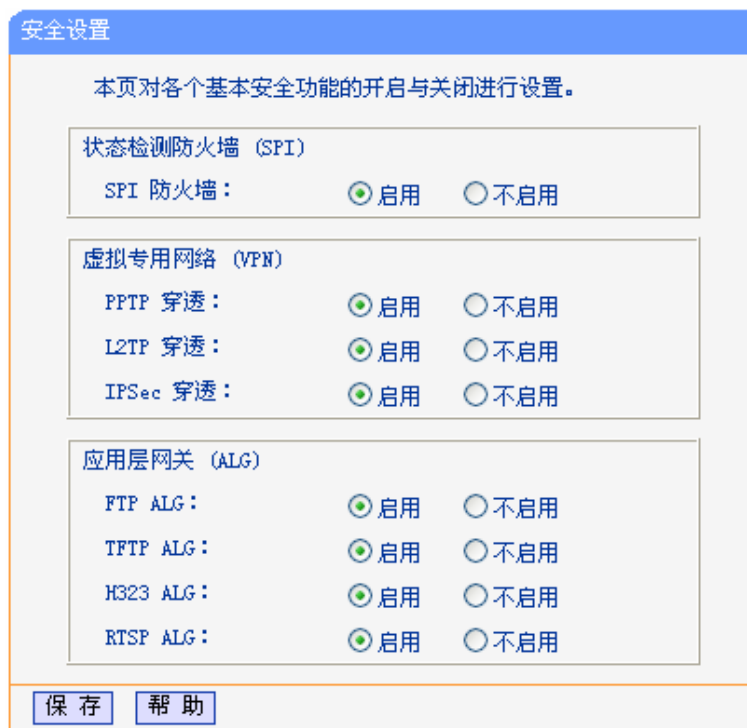 安全设置
本页对各个基本安全功能的开启与关闭进行设置。
状态检测防火墙 (SPI)
SPI 防火墙： 启用 不启用
虚拟专用网络 (VPN)
PPTP 穿透： 启用 不启用
L2TP 穿透： 启用 不启用
IPSec 穿透： 启用 不启用
应用层网关 (ALG)
FTP ALG： 启用 不启用
TFTP ALG： 启用 不启用
H323 ALG： 启用 不启用
RTSP ALG： 启用 不启用
保 存 帮 助